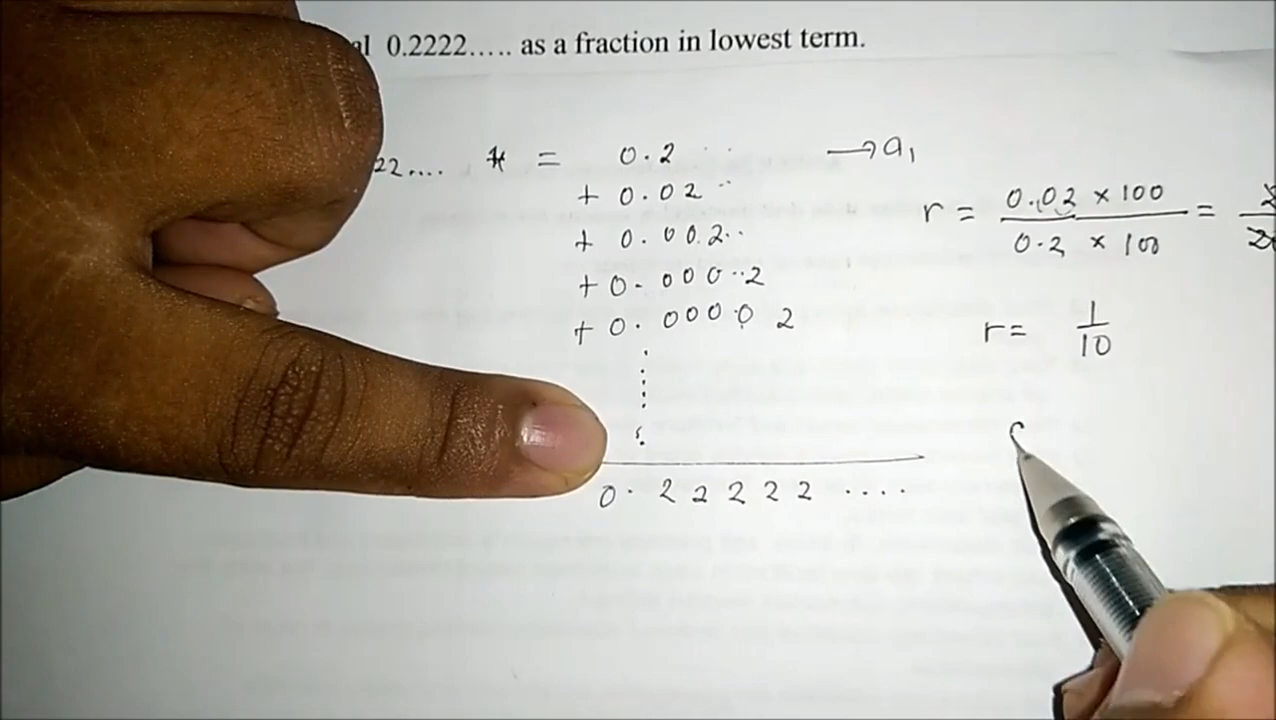 0.2222..... as a fraction in lowest term.
22.... = 0.2 → a₁
+ 0.02
+ 0.002
+ 0.0002
+ 0.00002
0.22222....
r = 0.02 × 100 / 0.2 × 100 =
r = 1/10